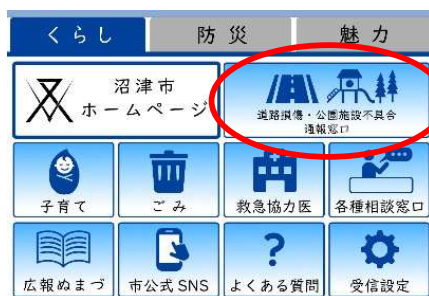 くらし
防災
魅力
沼津市
ホームページ
道路損傷・公園施設不具合
通報窓口
子育て
ごみ
救急協力医
各種相談窓口
広報ぬまづ
市公式SNS
?
よくある質問
受信設定